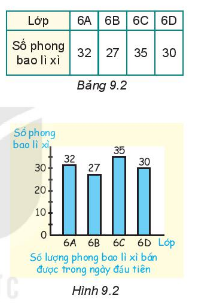 Lớp 6A 6B 6C 6D
Số phong
bao lì xì 32 27 35 30
Bảng 9.2
Số phong
bao lì xì
40
30
20
10
0
32 27 35 30
6A 6B 6C 6D Lớp
Số lượng phong bao lì xì bán
được trong ngày đầu tiên
Hình 9.2